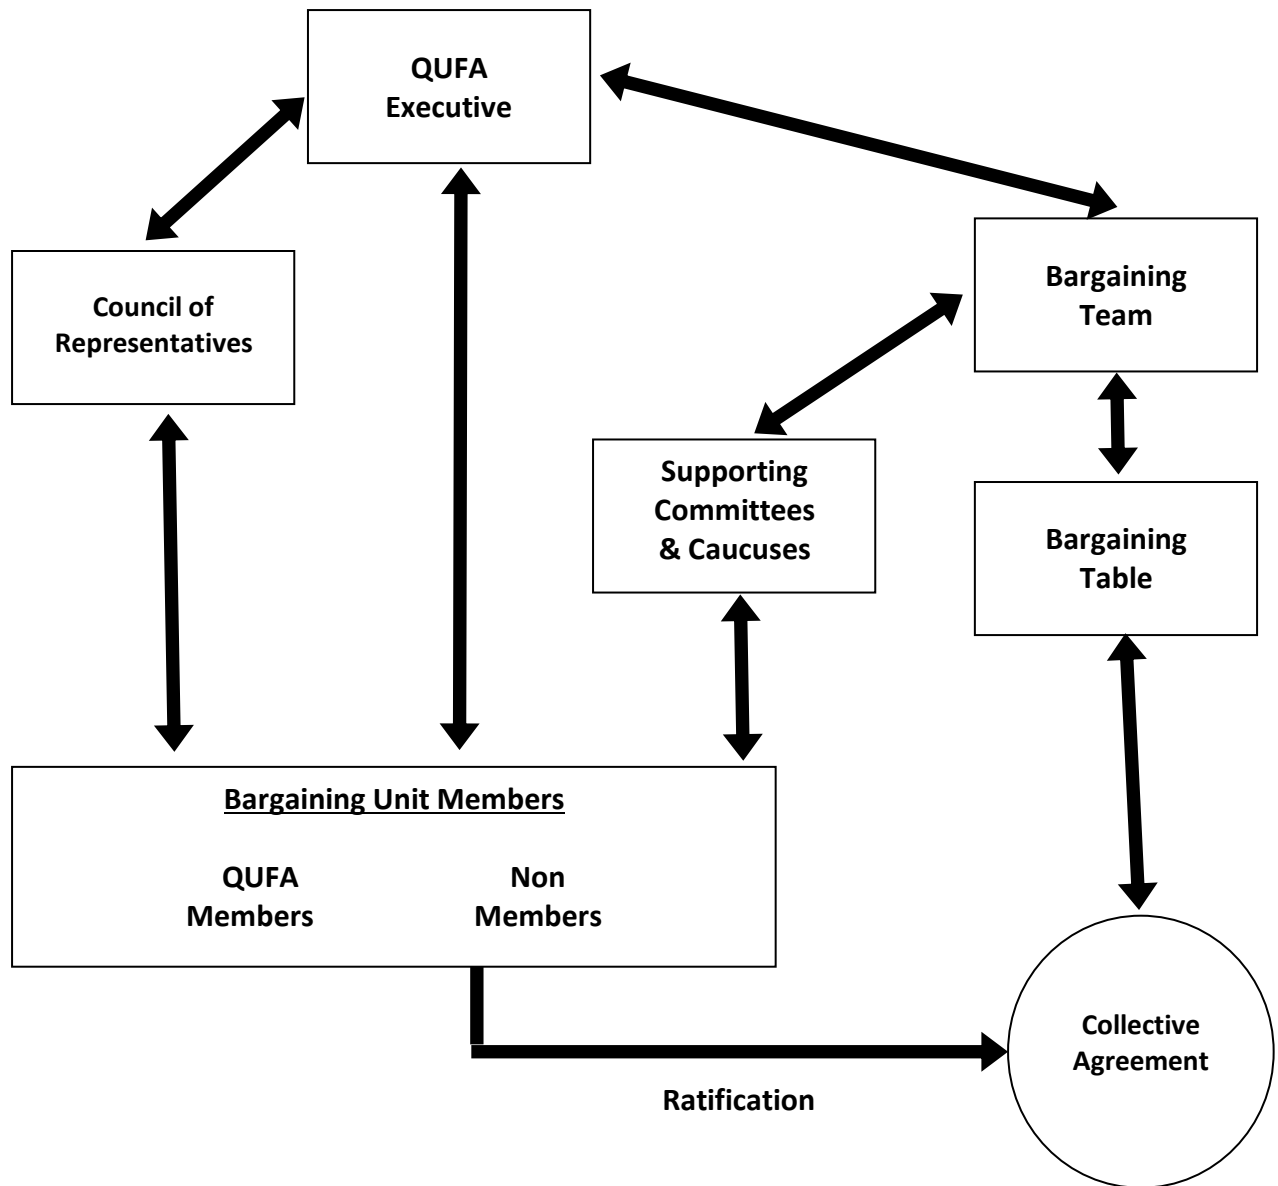 QUFA
Executive
Council of
Representatives
Bargaining
Team
Supporting
Committees
& Caucuses
Bargaining
Table
Bargaining Unit Members
QUFA
Members
Non
Members
Collective
Agreement
Ratification